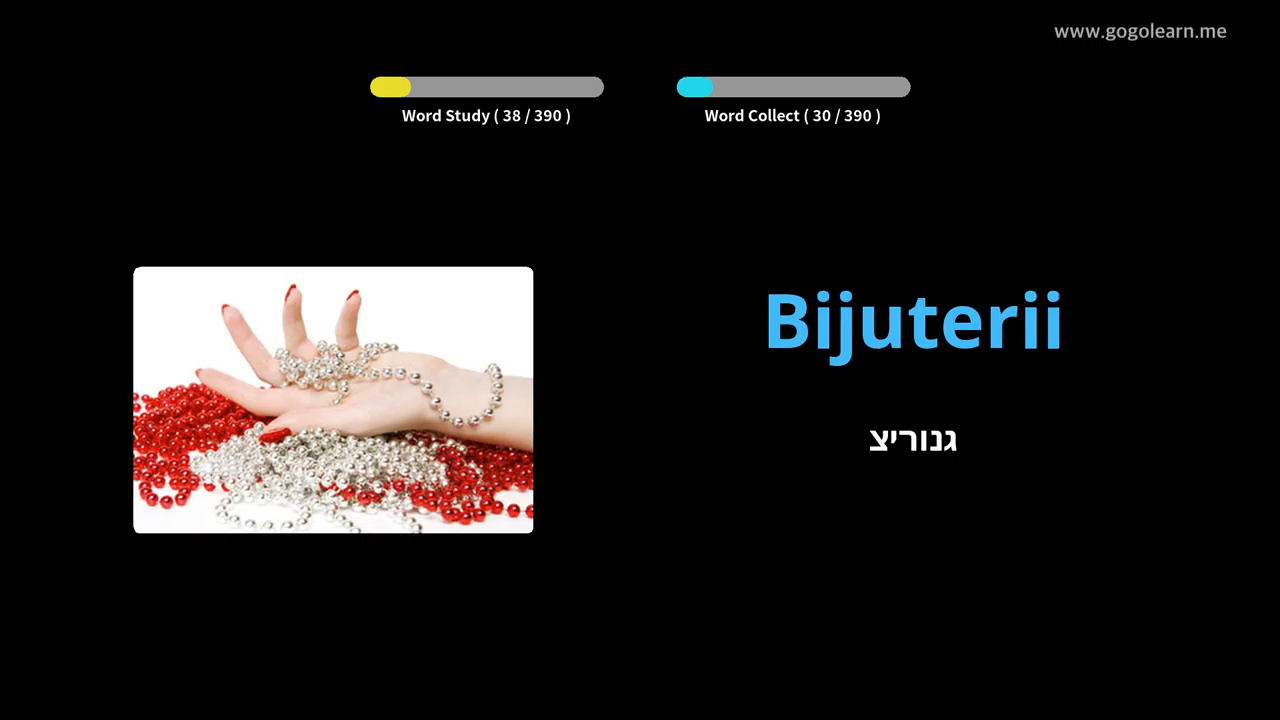 www.gogolearn.me
Word Study ( 38 / 390 )
Word Collect ( 30 / 390 )
Bijuterii
גנוריצ